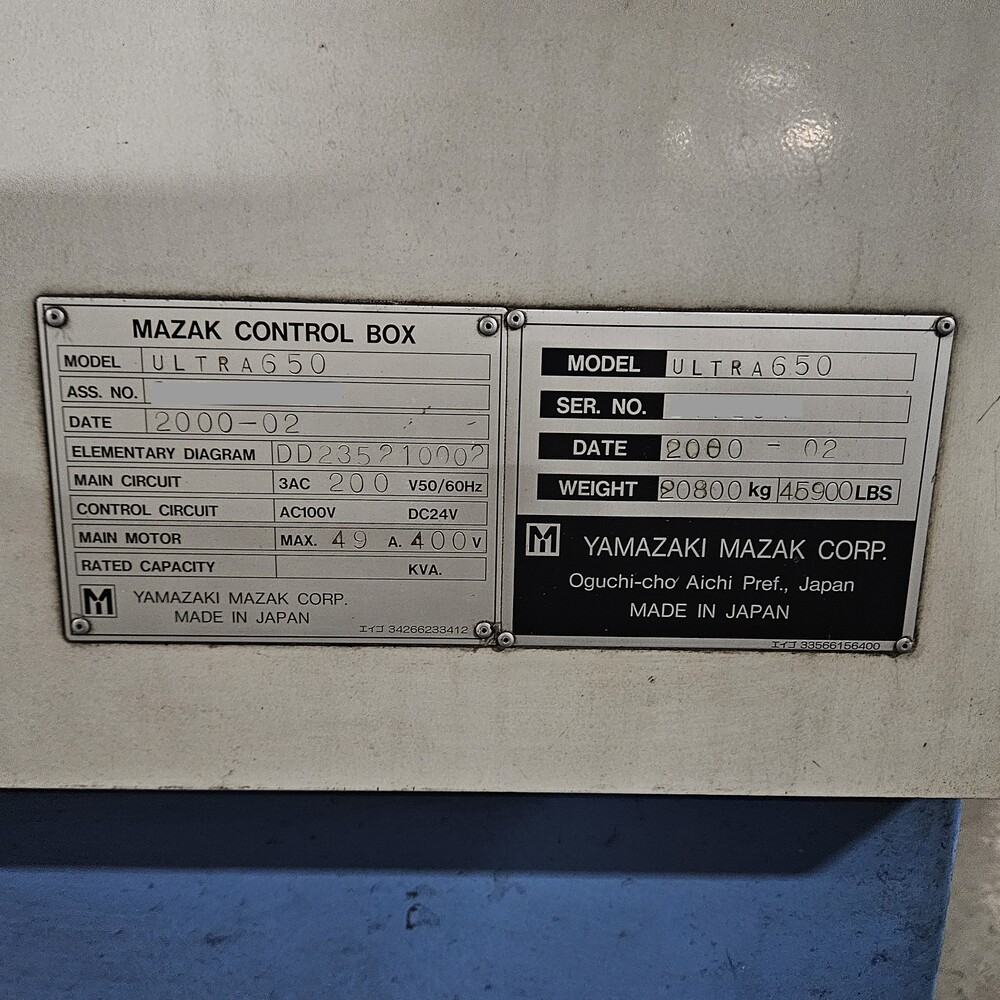 MAZAK CONTROL BOX
MODEL ULTRA650
ASS. NO.
DATE 2000-02
ELEMENTARY DIAGRAM DD235210002
MAIN CIRCUIT 3AC 200 V50/60Hz
CONTROL CIRCUIT AC100V DC24V
MAIN MOTOR MAX. 49 A. 400V
RATED CAPACITY KVA.
YAMAZAKI MAZAK CORP.
MADE IN JAPAN
エイゴ 34266233412
MODEL ULTRA650
SER. NO.
DATE 2000 - 02
WEIGHT 20800 kg 45900 LBS
YAMAZAKI MAZAK CORP.
Oguchi-cho Aichi Pref., Japan
MADE IN JAPAN
エイゴ 33566156400